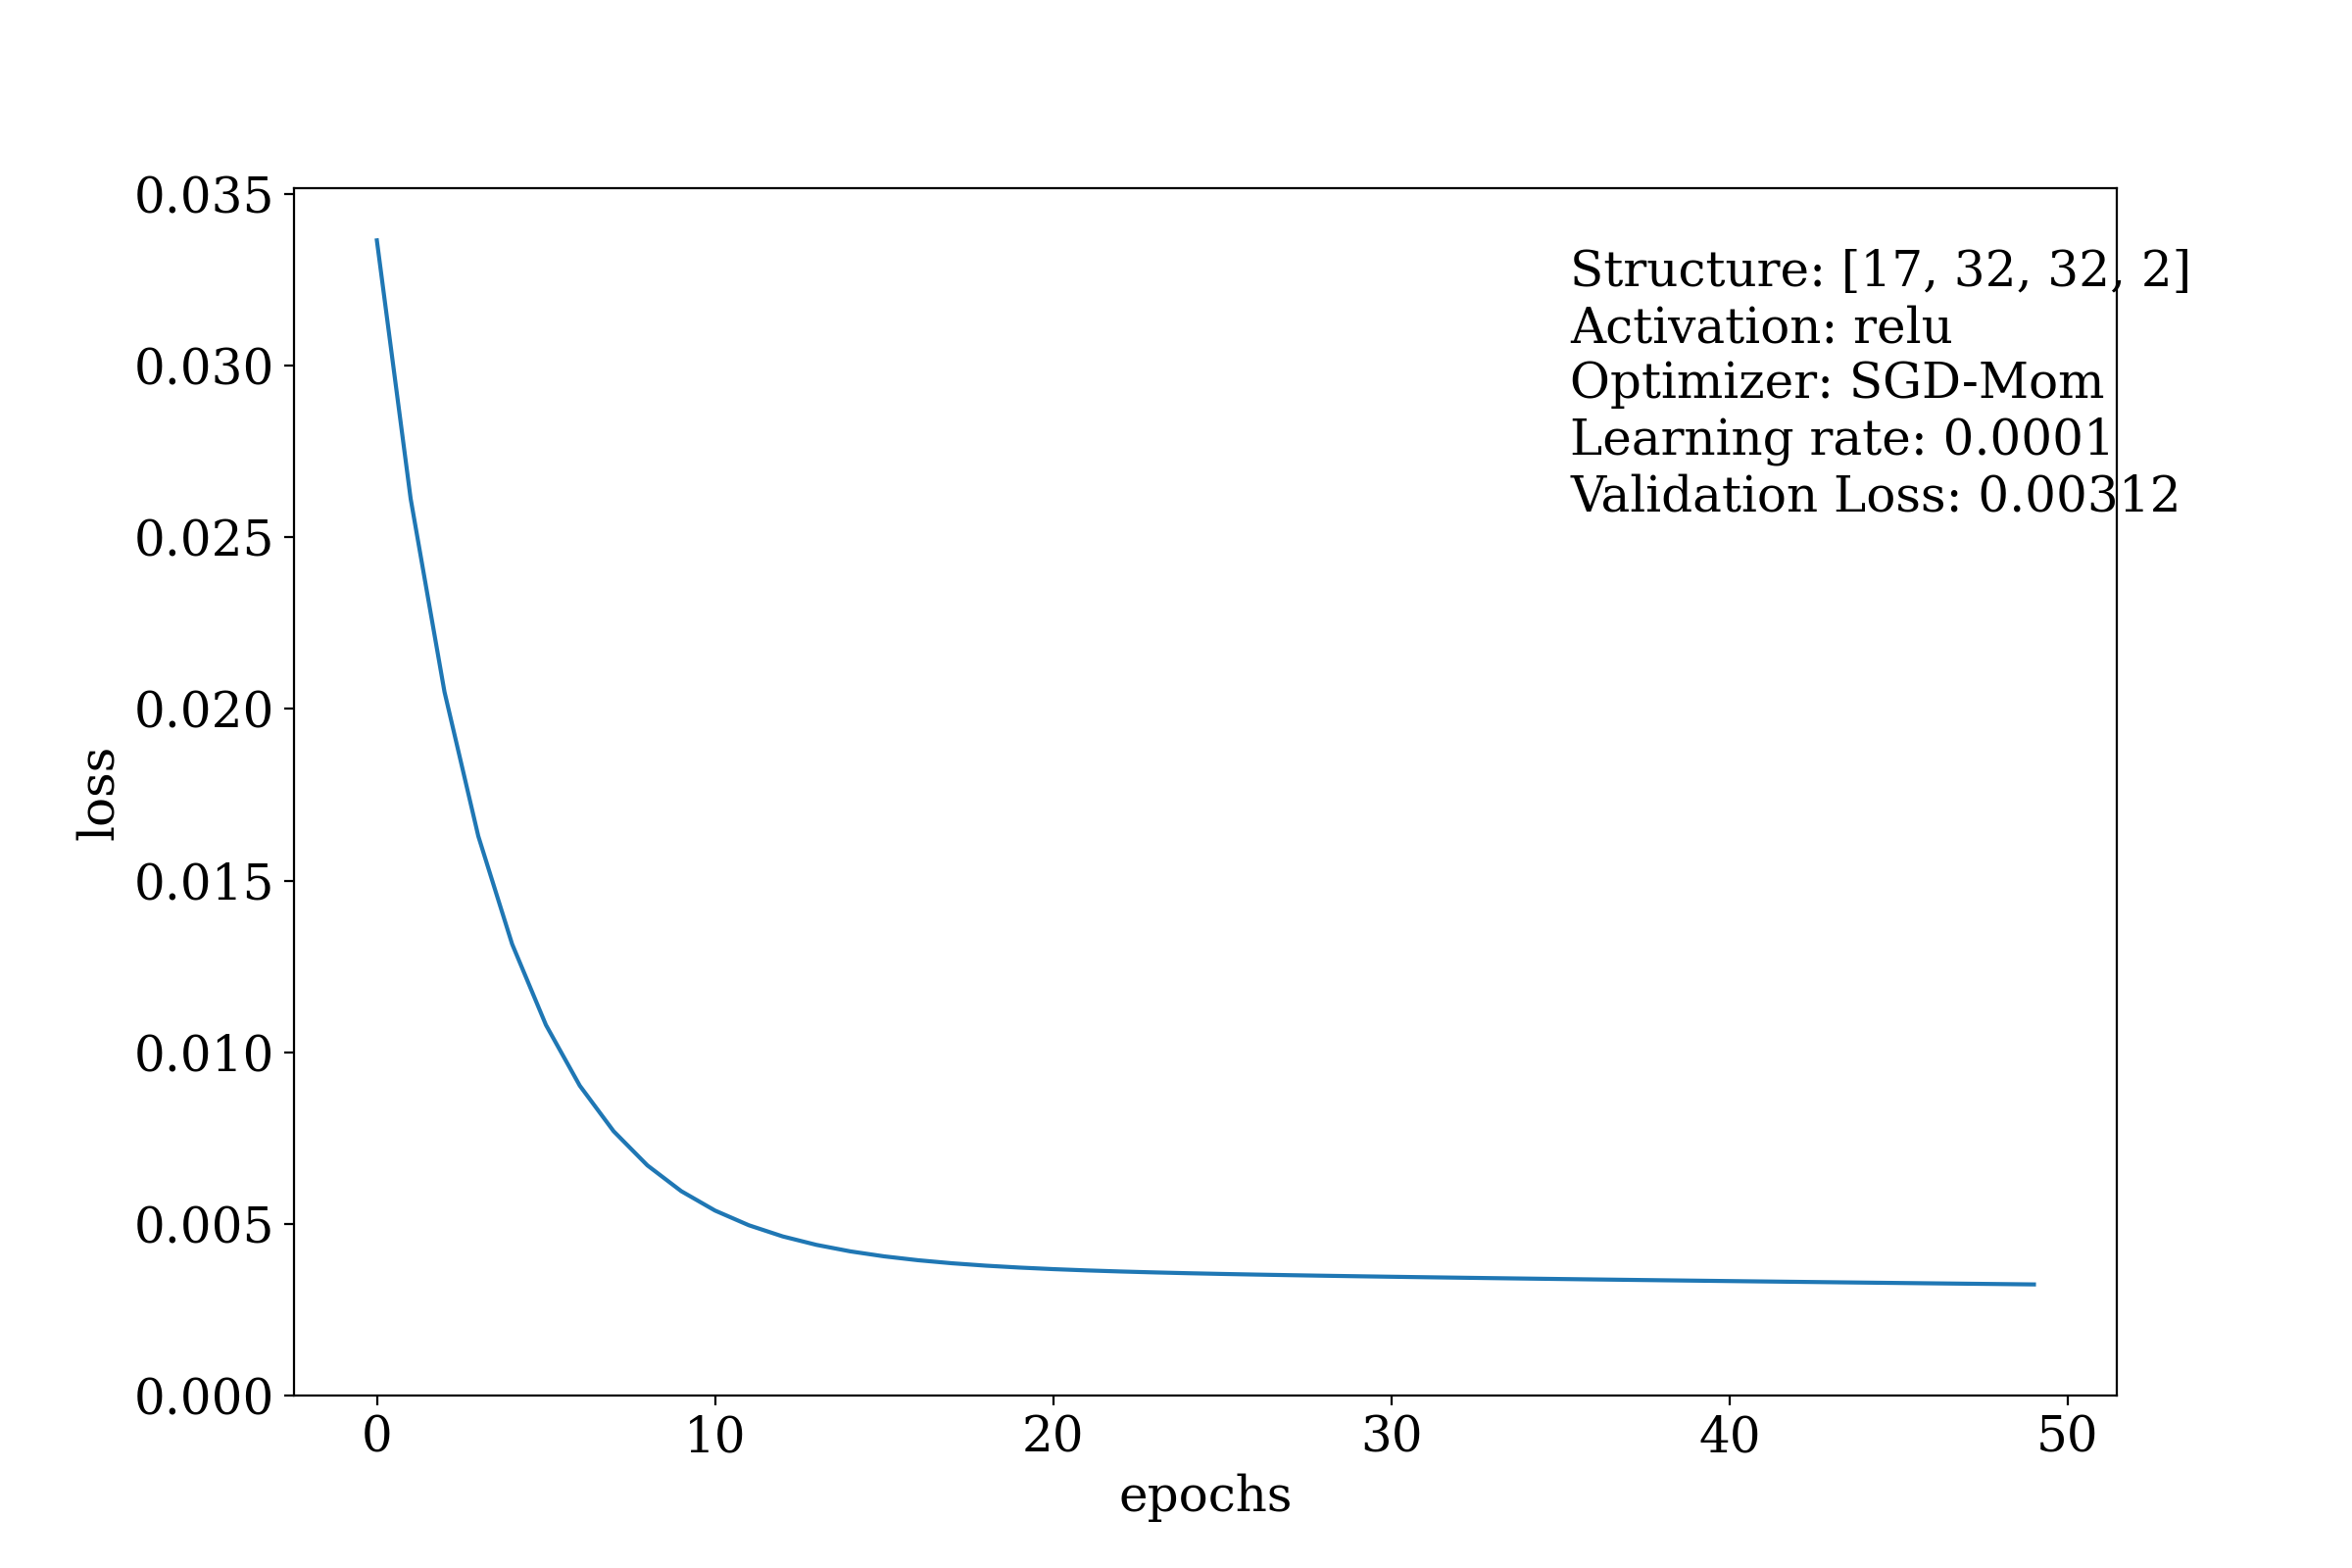 0.035
0.030
0.025
0.020
0.015
0.010
0.005
0.000
loss
Structure: [17, 32, 32, 2]
Activation: relu
Optimizer: SGD-Mom
Learning rate: 0.0001
Validation Loss: 0.00312
0 10 20 30 40 50
epochs